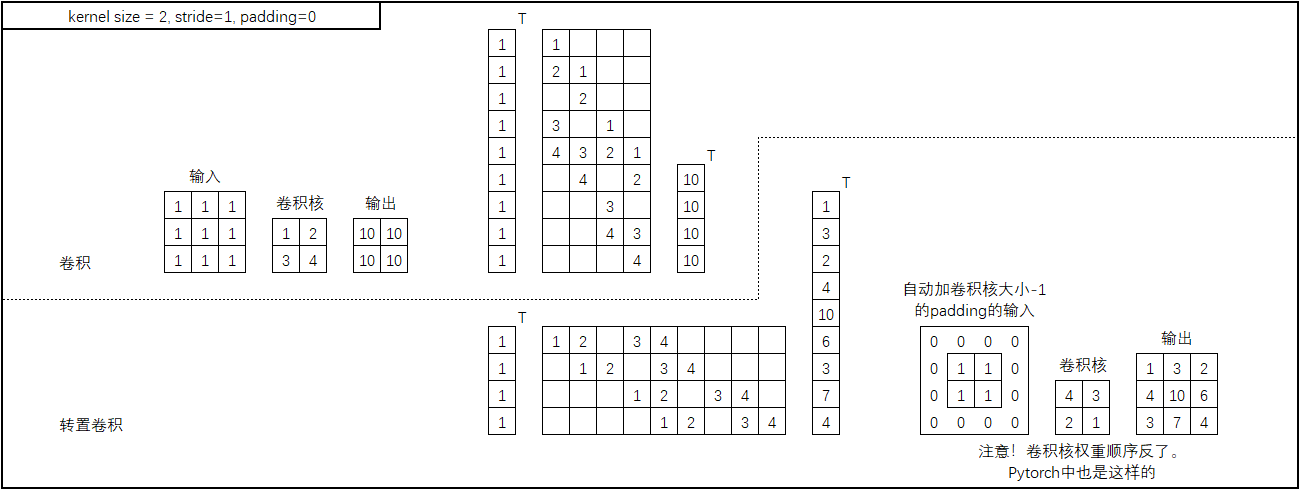 kernel size = 2, stride=1, padding=0
卷积
输入
1 1 1
1 1 1
1 1 1
卷积核
1 2
3 4
输出
10 10
10 10
T
1
1
1
1
1
1
1
1
1
1
2 1
2
3 1
4 3 2 1
4 2
3
4 3
4
T
10
10
10
10
转置卷积
T
1
1
1
1
1 2 3 4
1 2 3 4
1 2 3 4
1 2 3 4
T
1
3
2
4
10
6
3
7
4
自动加卷积核大小-1
的padding的输入
0 0 0 0
0 1 1 0
0 1 1 0
0 0 0 0
卷积核
4 3
2 1
输出
1 3 2
4 10 6
3 7 4
注意！卷积核权重顺序反了。
Pytorch中也是这样的